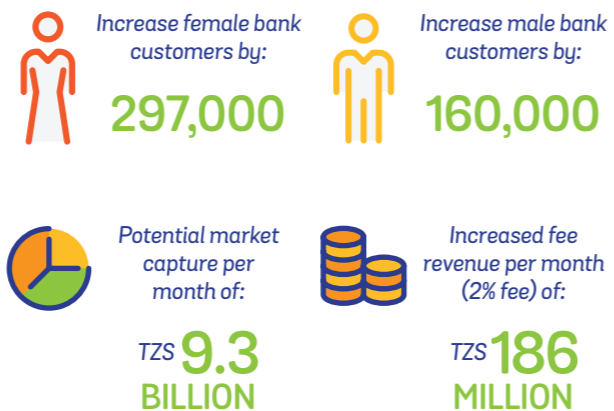 Increase female bank
customers by:
297,000
Increase male bank
customers by:
160,000
Potential market
capture per
month of:
TZS 9.3
BILLION
Increased fee
revenue per month
(2% fee) of:
TZS 186
MILLION